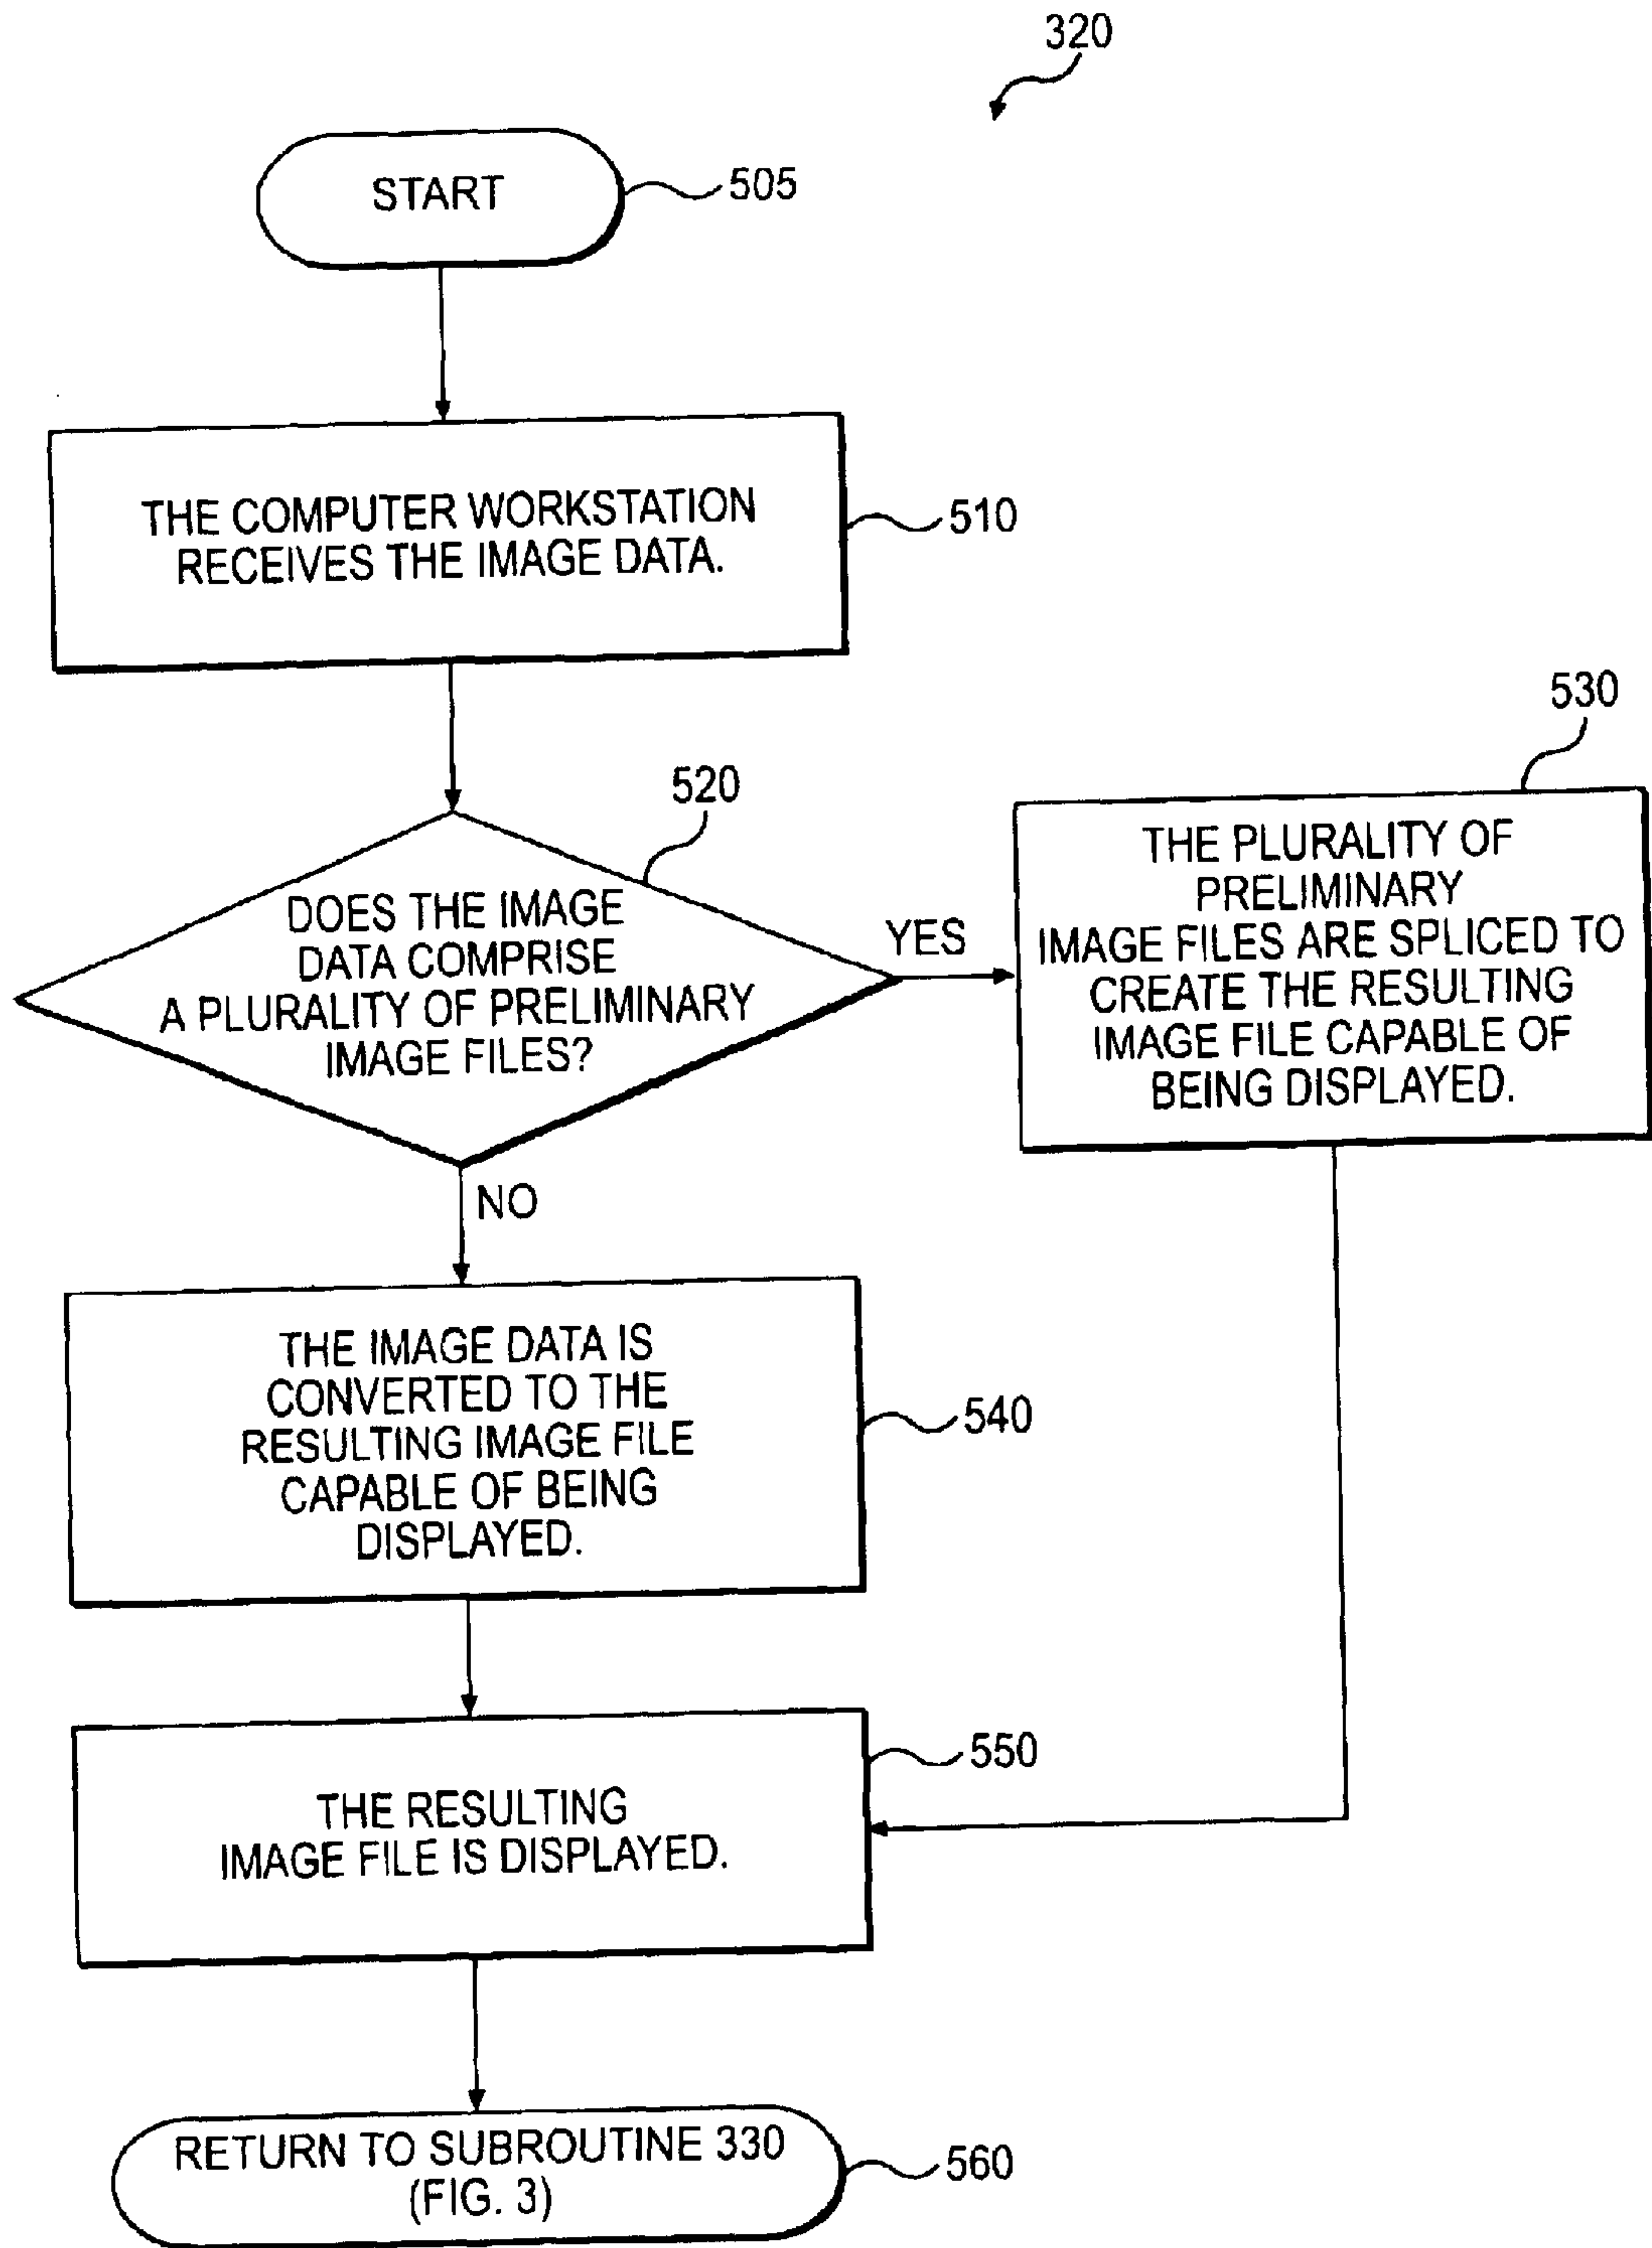 320
START
505
THE COMPUTER WORKSTATION
RECEIVES THE IMAGE DATA.
510
520
DOES THE IMAGE
DATA COMPRISE
A PLURALITY OF PRELIMINARY
IMAGE FILES?
YES
530
THE PLURALITY OF
PRELIMINARY
IMAGE FILES ARE SPLICED TO
CREATE THE RESULTING
IMAGE FILE CAPABLE OF
BEING DISPLAYED.
NO
THE IMAGE DATA IS
CONVERTED TO THE
RESULTING IMAGE FILE
CAPABLE OF BEING
DISPLAYED.
540
THE RESULTING
IMAGE FILE IS DISPLAYED.
550
RETURN TO SUBROUTINE 330
(FIG. 3)
560